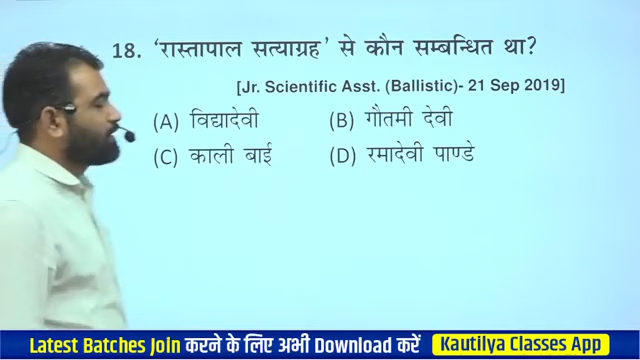 18. 'रास्तापाल सत्याग्रह' से कौन सम्बन्धित था?
[Jr. Scientific Asst. (Ballistic)- 21 Sep 2019]
(A) विद्यादेवी (B) गौतमी देवी
(C) काली बाई (D) रमादेवी पाण्डे
Latest Batches Join करने के लिए अभी Download करें Kautilya Classes App